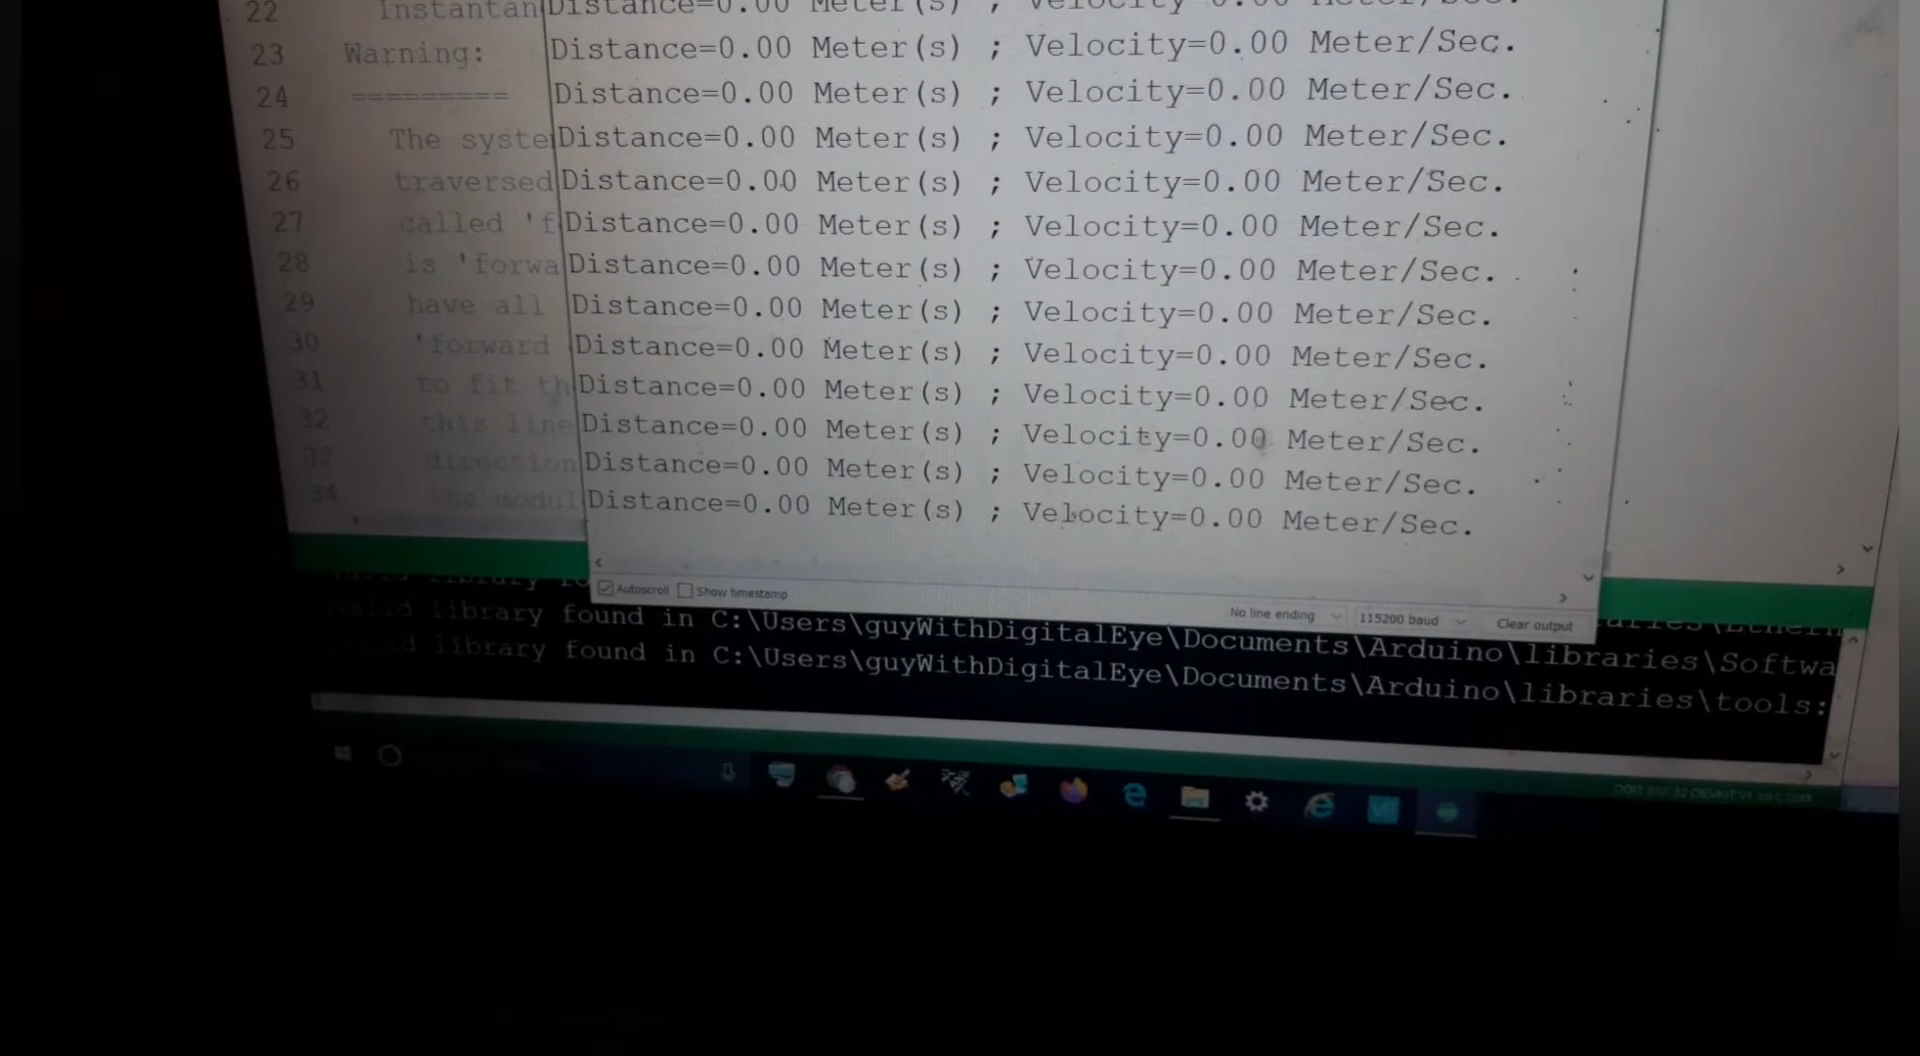 22 Instantan
Distance=0.00 Meter(s) ; Velocity=0.00 Meter/Sec.
23 Warning:
Distance=0.00 Meter(s) ; Velocity=0.00 Meter/Sec.
24 =========
Distance=0.00 Meter(s) ; Velocity=0.00 Meter/Sec.
25 The syste
Distance=0.00 Meter(s) ; Velocity=0.00 Meter/Sec.
26 traversed
Distance=0.00 Meter(s) ; Velocity=0.00 Meter/Sec.
27 called 'f
Distance=0.00 Meter(s) ; Velocity=0.00 Meter/Sec.
28 is 'forwa
Distance=0.00 Meter(s) ; Velocity=0.00 Meter/Sec.
29 have all
Distance=0.00 Meter(s) ; Velocity=0.00 Meter/Sec.
30 'forward
Distance=0.00 Meter(s) ; Velocity=0.00 Meter/Sec.
31 to fit th
Distance=0.00 Meter(s) ; Velocity=0.00 Meter/Sec.
32 this line
Distance=0.00 Meter(s) ; Velocity=0.00 Meter/Sec.
33 direction
Distance=0.00 Meter(s) ; Velocity=0.00 Meter/Sec.
34 The modul
Distance=0.00 Meter(s) ; Velocity=0.00 Meter/Sec.
Autoscroll Show timestamp No line ending 115200 baud Clear output
library found in C:\Users\guyWithDigitalEye\Documents\Arduino\libraries\Softwa
library found in C:\Users\guyWithDigitalEye\Documents\Arduino\libraries\tools: